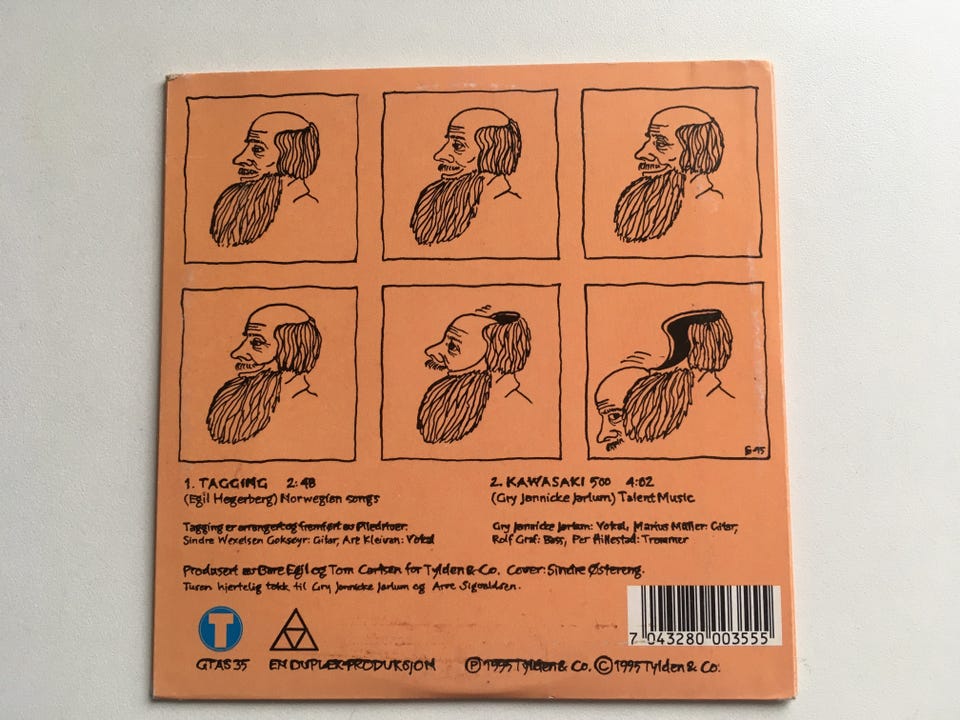 S-95
1. TAGGING 2:48
(Egil Hegerberg) Norwegian songs
Tagging er arrangert og fremført av Piledriver:
Sindre Wexelsen Goksøyr: Gitar, Are Kleivan: Vokal
2. KAWASAKI 500 4:02
(Gry Jannicke Jarlum) Talent Music
Gry Jannicke Jarlum: Vokal, Marius Müller: Gitar,
Rolf Graf: Bass, Per Hillestad: Trommer
Produsert av Bare Egil og Tom Carlsen for Tylden & Co. Cover: Sindre Østereng.
Tusen hjertelig takk til Gry Jannicke Jarlum og Arve Sigvaldsen.
T
GTAS 35
EN DUPLEX-PRODUKSJON
Ⓟ 1995 Tylden & Co. © 1995 Tylden & Co.
7 043280 003555